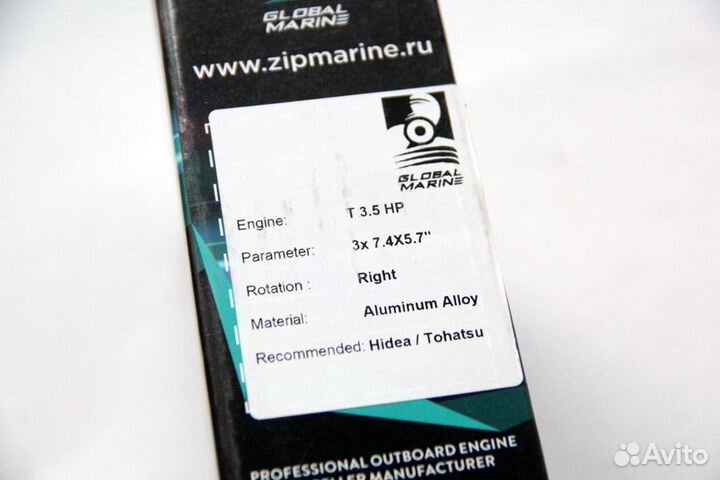 GLOBAL
MARINE
www.zipmarine.ru
GLOBAL
MARINE
Engine: T 3.5 HP
Parameter: 3x 7.4X5.7"
Rotation : Right
Material: Aluminum Alloy
Recommended: Hidea / Tohatsu
PROFESSIONAL OUTBOARD ENGINE
MANUFACTURER
Avito